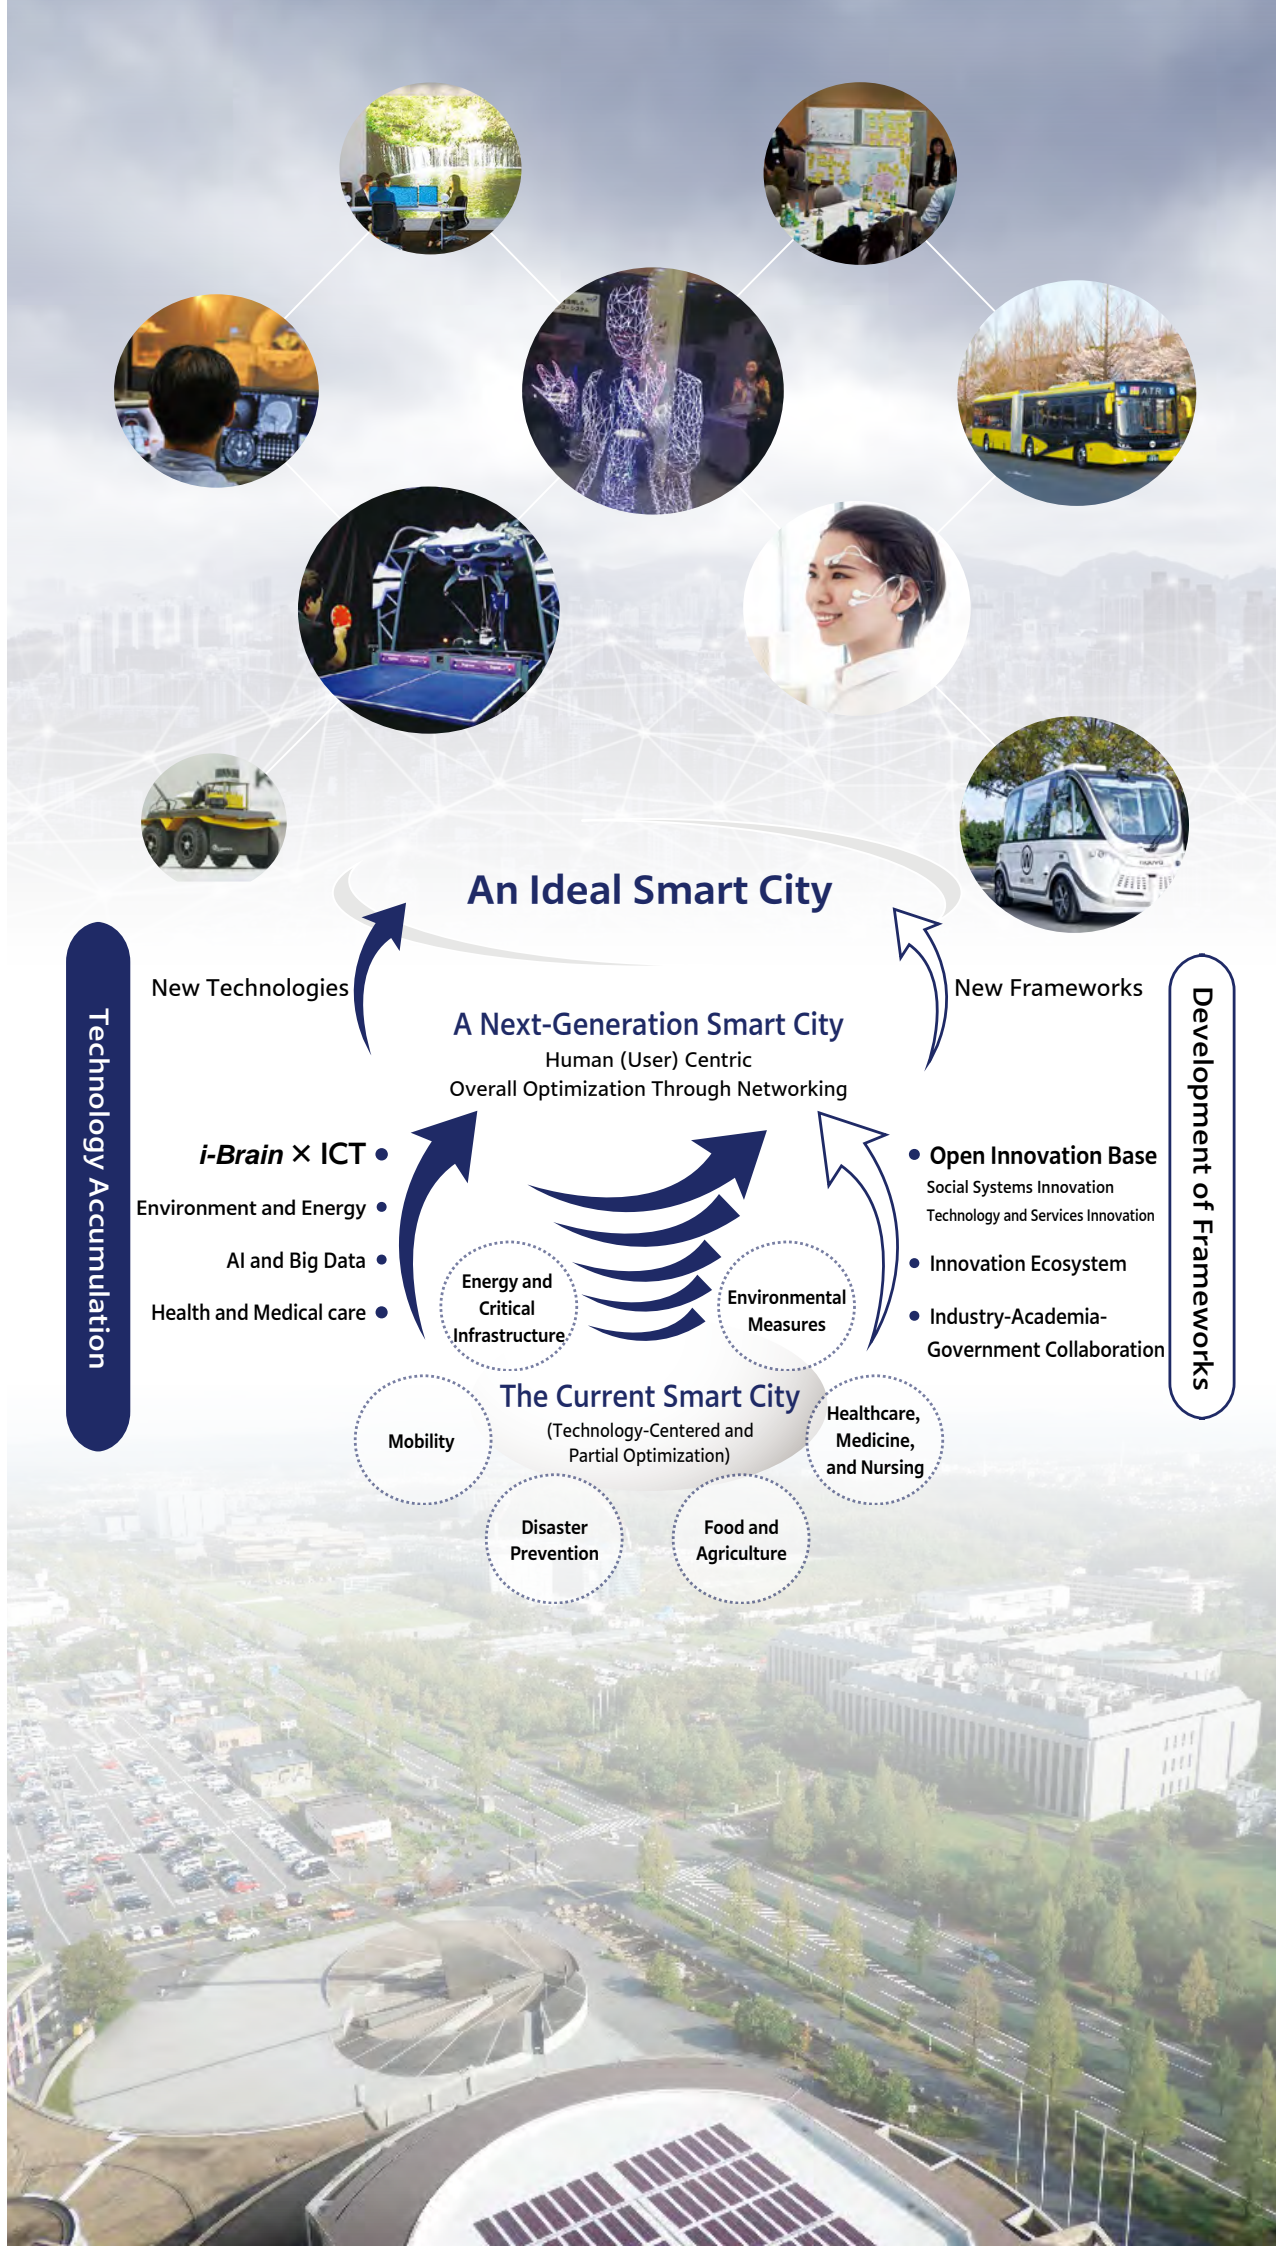 ATR
An Ideal Smart City
New Technologies
New Frameworks
Technology Accumulation
Development of Frameworks
A Next-Generation Smart City
Human (User) Centric
Overall Optimization Through Networking
i-Brain × ICT •
Environment and Energy •
AI and Big Data •
Health and Medical care •
• Open Innovation Base
Social Systems Innovation
Technology and Services Innovation
• Innovation Ecosystem
• Industry-Academia-
Government Collaboration
Energy and
Critical
Infrastructure
Environmental
Measures
The Current Smart City
(Technology-Centered and
Partial Optimization)
Mobility
Healthcare,
Medicine,
and Nursing
Disaster
Prevention
Food and
Agriculture